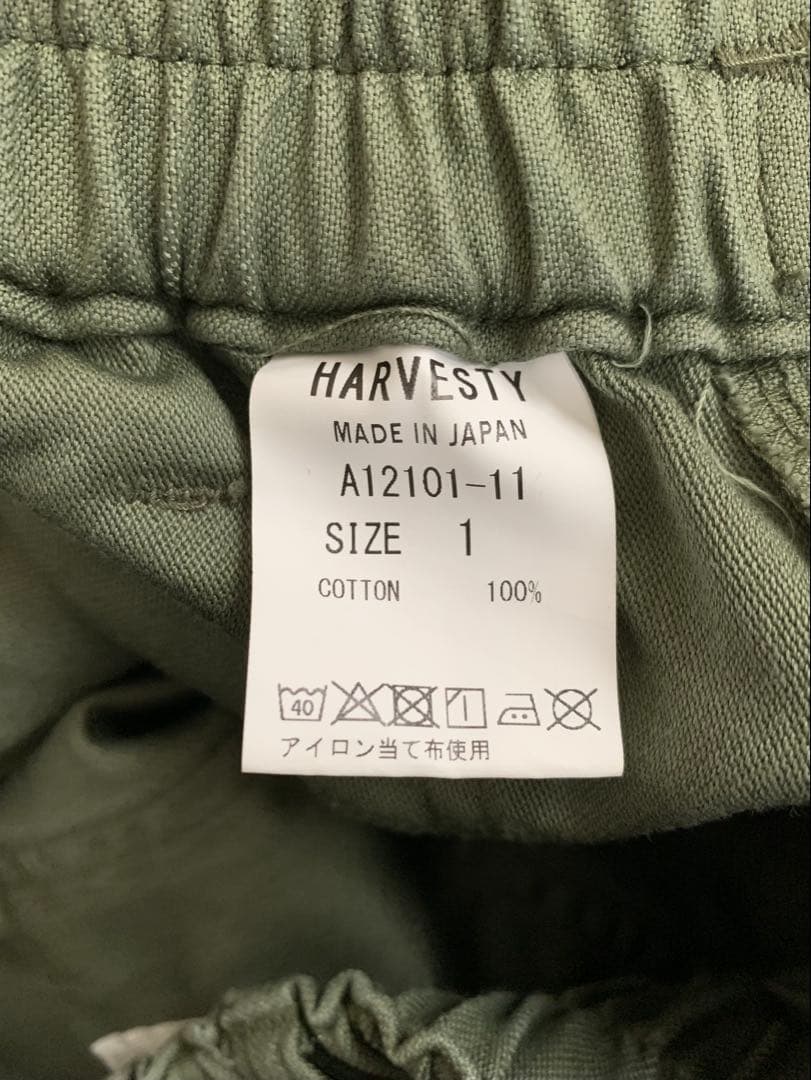 HARVESTY
MADE IN JAPAN
A12101-11
SIZE 1
COTTON 100%
40
アイロン当て布使用